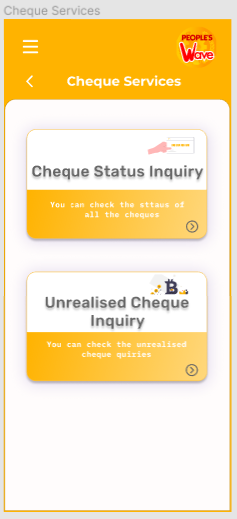 Cheque Services
PEOPLE'S
Wave
Cheque Services
Cheque Status Inquiry
You can check the sttaus of
all the cheques
Unrealised Cheque
Inquiry
You can check the unrealised
cheque quiries